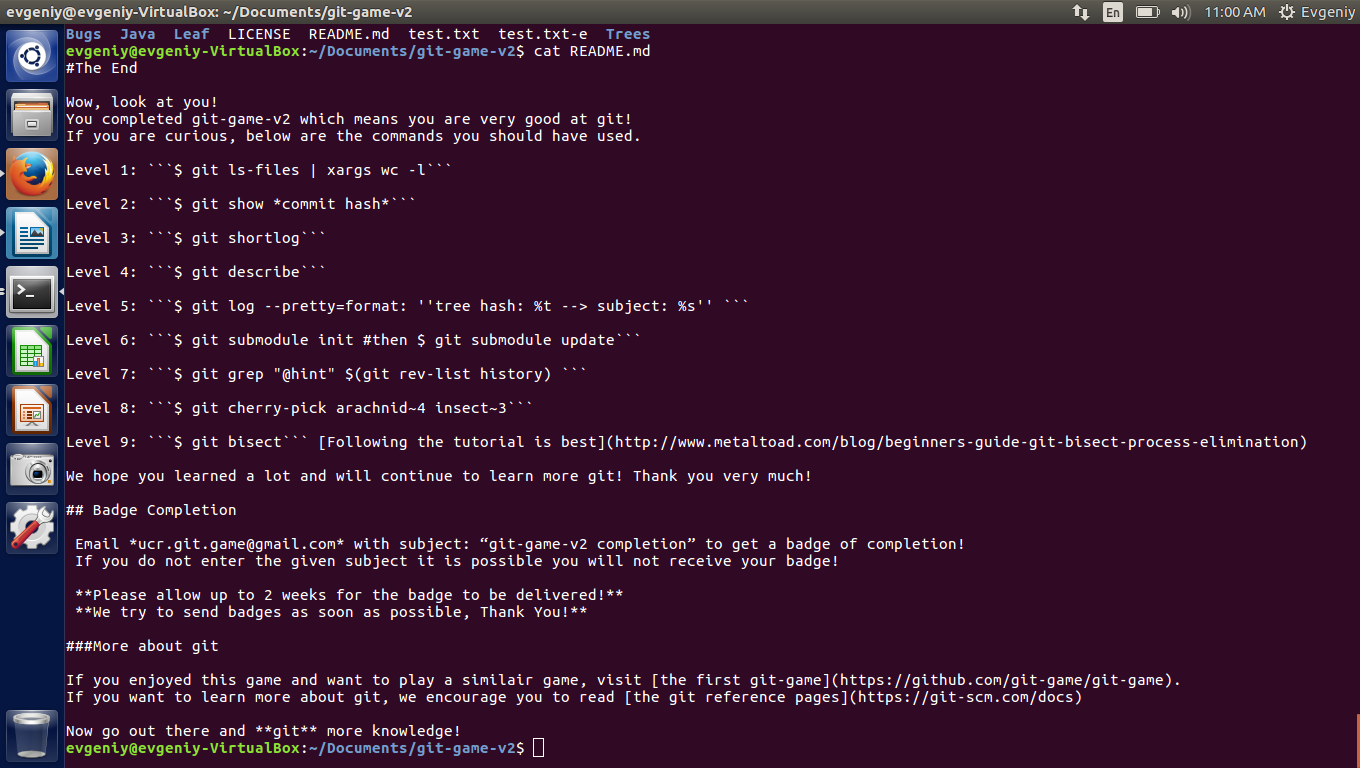 evgeniy@evgeniy-VirtualBox: ~/Documents/git-game-v2 En 11:00 AM Evgeniy
Bugs Java Leaf LICENSE README.md test.txt test.txt-e Trees
evgeniy@evgeniy-VirtualBox:~/Documents/git-game-v2$ cat README.md
#The End
Wow, look at you!
You completed git-game-v2 which means you are very good at git!
If you are curious, below are the commands you should have used.
Level 1: ```$ git ls-files | xargs wc -l```
Level 2: ```$ git show *commit hash*```
Level 3: ```$ git shortlog```
Level 4: ```$ git describe```
Level 5: ```$ git log --pretty=format: ''tree hash: %t --> subject: %s'' ```
Level 6: ```$ git submodule init #then $ git submodule update```
Level 7: ```$ git grep "@hint" $(git rev-list history) ```
Level 8: ```$ git cherry-pick arachnid~4 insect~3```
Level 9: ```$ git bisect``` [Following the tutorial is best](http://www.metaltoad.com/blog/beginners-guide-git-bisect-process-elimination)
We hope you learned a lot and will continue to learn more git! Thank you very much!
## Badge Completion
Email *ucr.git.game@gmail.com* with subject: “git-game-v2 completion” to get a badge of completion!
If you do not enter the given subject it is possible you will not receive your badge!
**Please allow up to 2 weeks for the badge to be delivered!**
**We try to send badges as soon as possible, Thank You!**
###More about git
If you enjoyed this game and want to play a similair game, visit [the first git-game](https://github.com/git-game/git-game).
If you want to learn more about git, we encourage you to read [the git reference pages](https://git-scm.com/docs)
Now go out there and **git** more knowledge!
evgeniy@evgeniy-VirtualBox:~/Documents/git-game-v2$